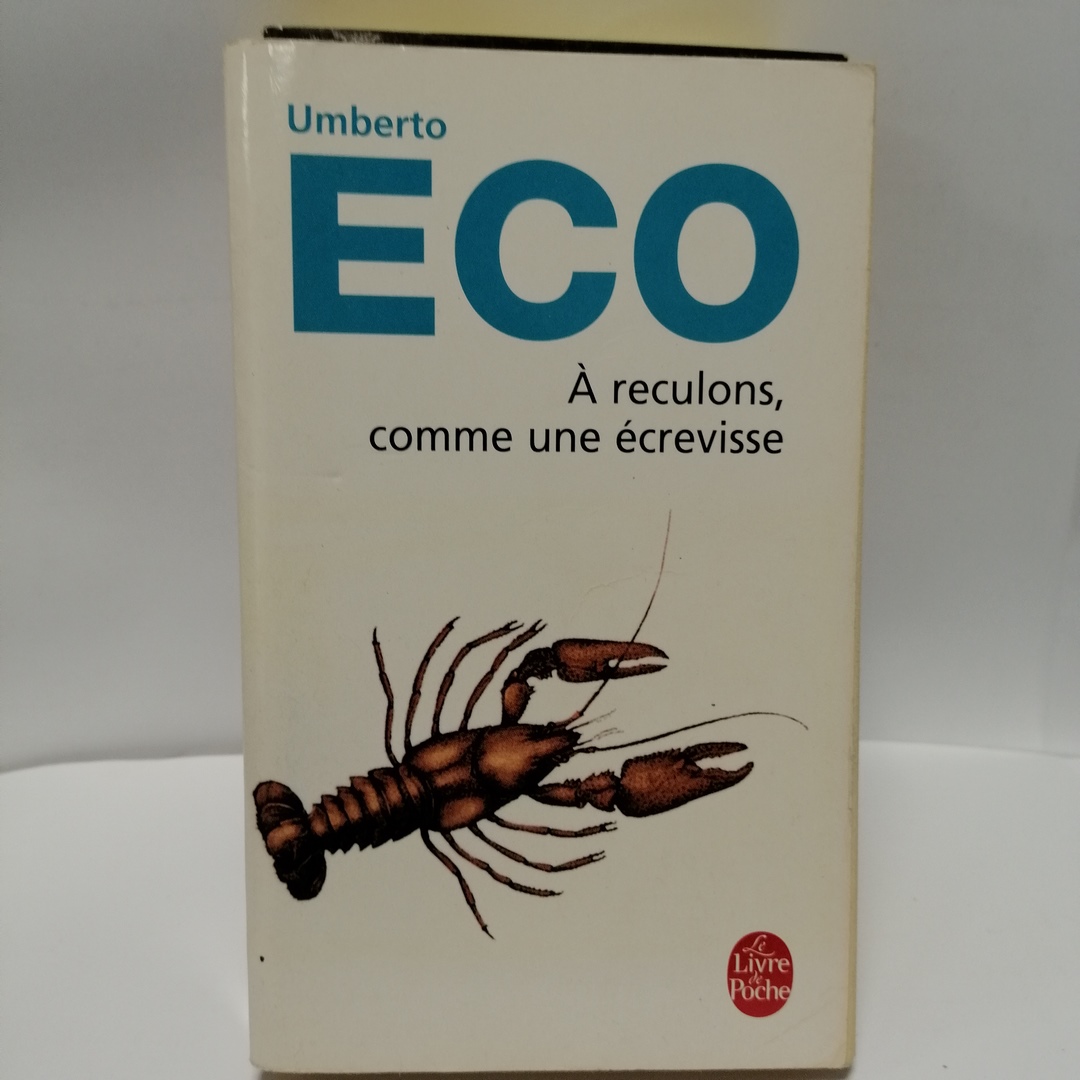 Umberto
ECO
À reculons,
comme une écrevisse
Le
Livre
de
Poche